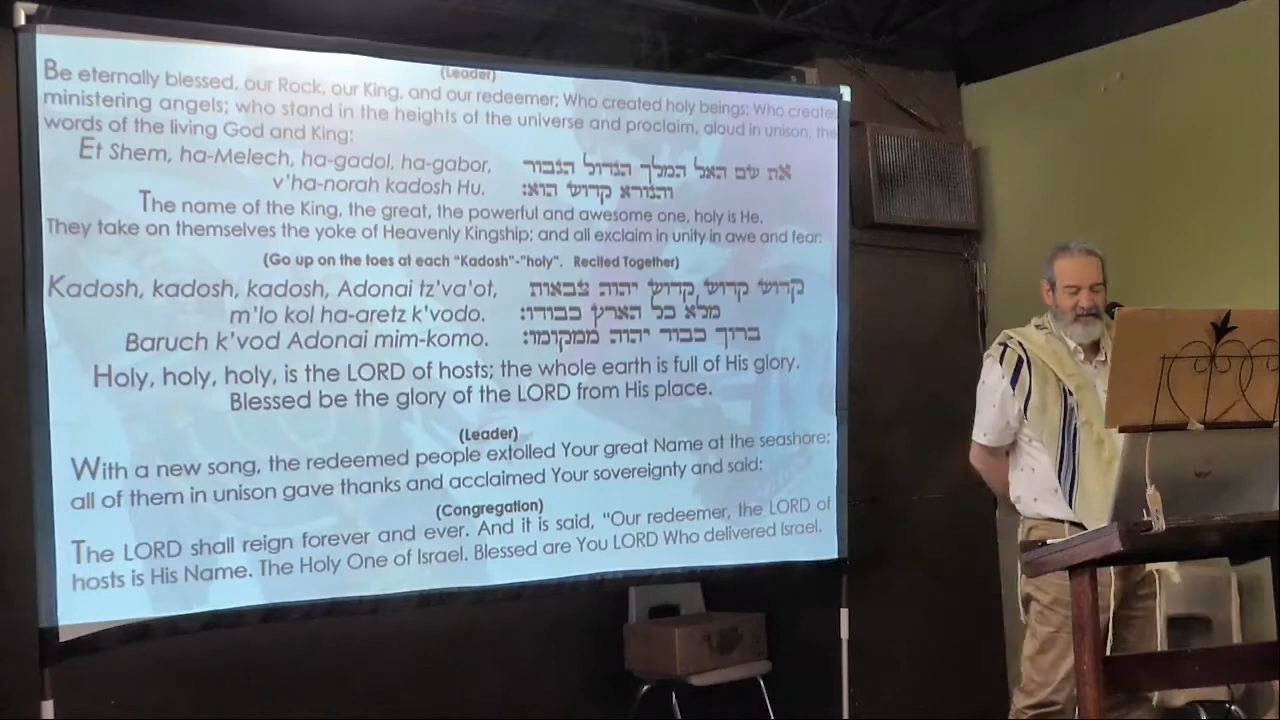 (Leader)
Be eternally blessed, our Rock, our King, and our redeemer; Who created holy beings; Who creates
ministering angels; who stand in the heights of the universe and proclaim, aloud in unison, the
words of the living God and King:
Et Shem, ha-Melech, ha-gadol, ha-gabor, את שם האל המלך הגדול הגבור
v'ha-norah kadosh Hu. והנורא קדוש הוא:
The name of the King, the great, the powerful and awesome one, holy is He.
They take on themselves the yoke of Heavenly Kingship; and all exclaim in unity in awe and fear:
(Go up on the toes at each "Kadosh"-"holy". Recited Together)
Kadosh, kadosh, kadosh, Adonai tz'va'ot, קדוש קדוש קדוש יהוה צבאות
m'lo kol ha-aretz k'vodo. מלא כל הארץ כבודו:
Baruch k'vod Adonai mim-komo. ברוך כבוד יהוה ממקומו:
Holy, holy, holy, is the LORD of hosts; the whole earth is full of His glory.
Blessed be the glory of the LORD from His place.
(Leader)
With a new song, the redeemed people extolled Your great Name at the seashore;
all of them in unison gave thanks and acclaimed Your sovereignty and said:
(Congregation)
The LORD shall reign forever and ever. And it is said, "Our redeemer, the LORD of
hosts is His Name. The Holy One of Israel. Blessed are You LORD Who delivered Israel.